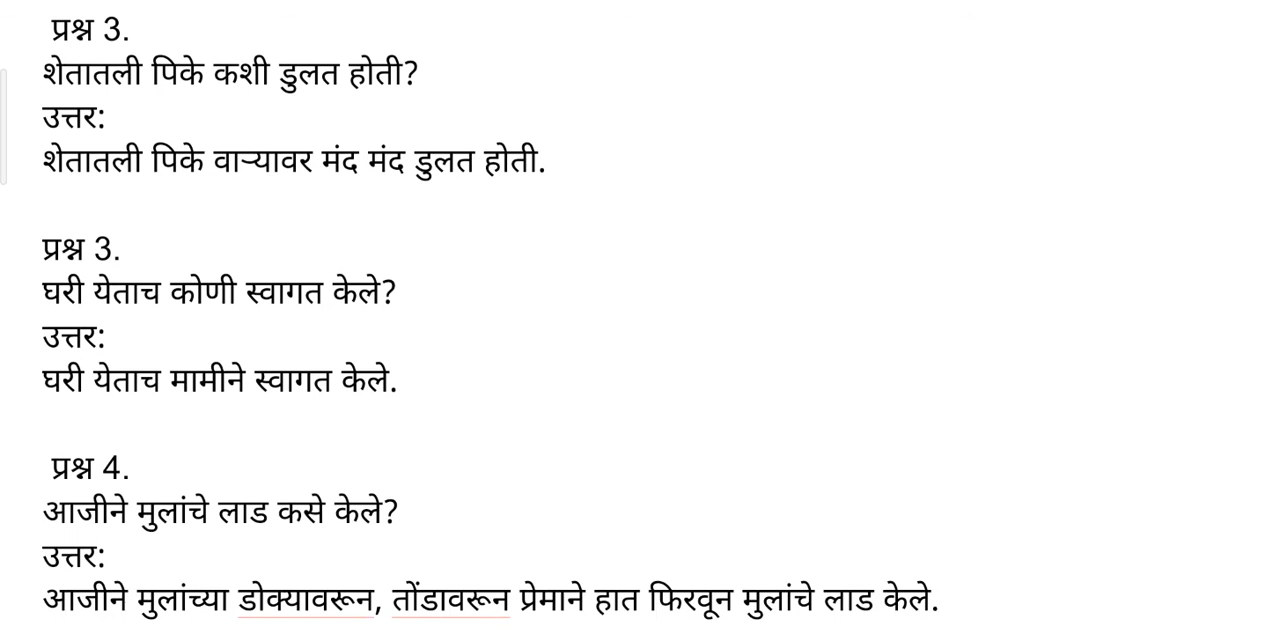 प्रश्न 3.
शेतातली पिके कशी डुलत होती?
उत्तर:
शेतातली पिके वाऱ्यावर मंद मंद डुलत होती.
प्रश्न 3.
घरी येताच कोणी स्वागत केले?
उत्तर:
घरी येताच मामीने स्वागत केले.
प्रश्न 4.
आजीने मुलांचे लाड कसे केले?
उत्तर:
आजीने मुलांच्या डोक्यावरून, तोंडावरून प्रेमाने हात फिरवून मुलांचे लाड केले.